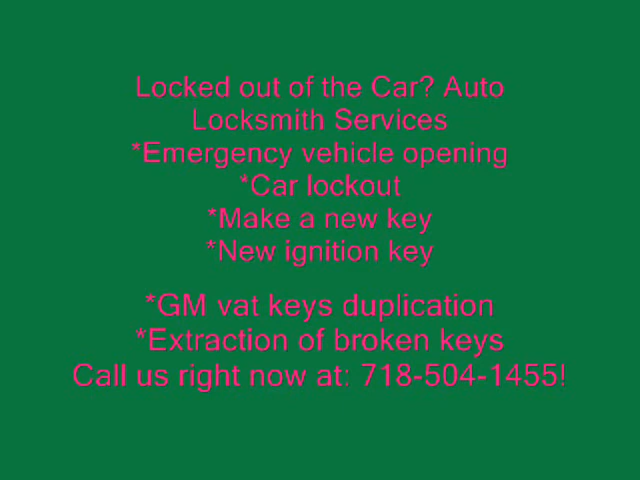 Locked out of the Car? Auto
Locksmith Services
*Emergency vehicle opening
*Car lockout
*Make a new key
*New ignition key
*GM vat keys duplication
*Extraction of broken keys
Call us right now at: 718-504-1455!